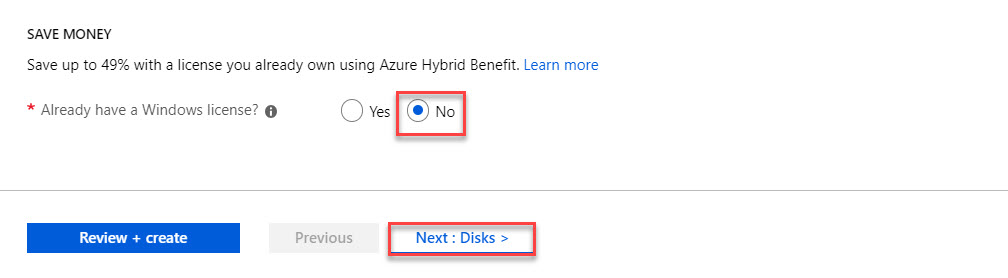 SAVE MONEY
Save up to 49% with a license you already own using Azure Hybrid Benefit. Learn more
* Already have a Windows license? Yes No
Review + create Previous Next : Disks >